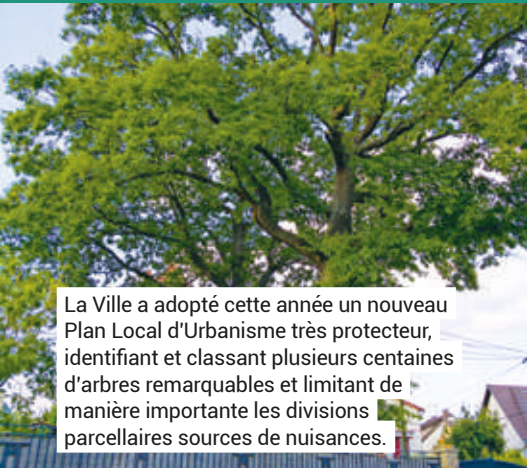 La Ville a adopté cette année un nouveau
Plan Local d'Urbanisme très protecteur,
identifiant et classant plusieurs centaines
d'arbres remarquables et limitant de
manière importante les divisions
parcellaires sources de nuisances.